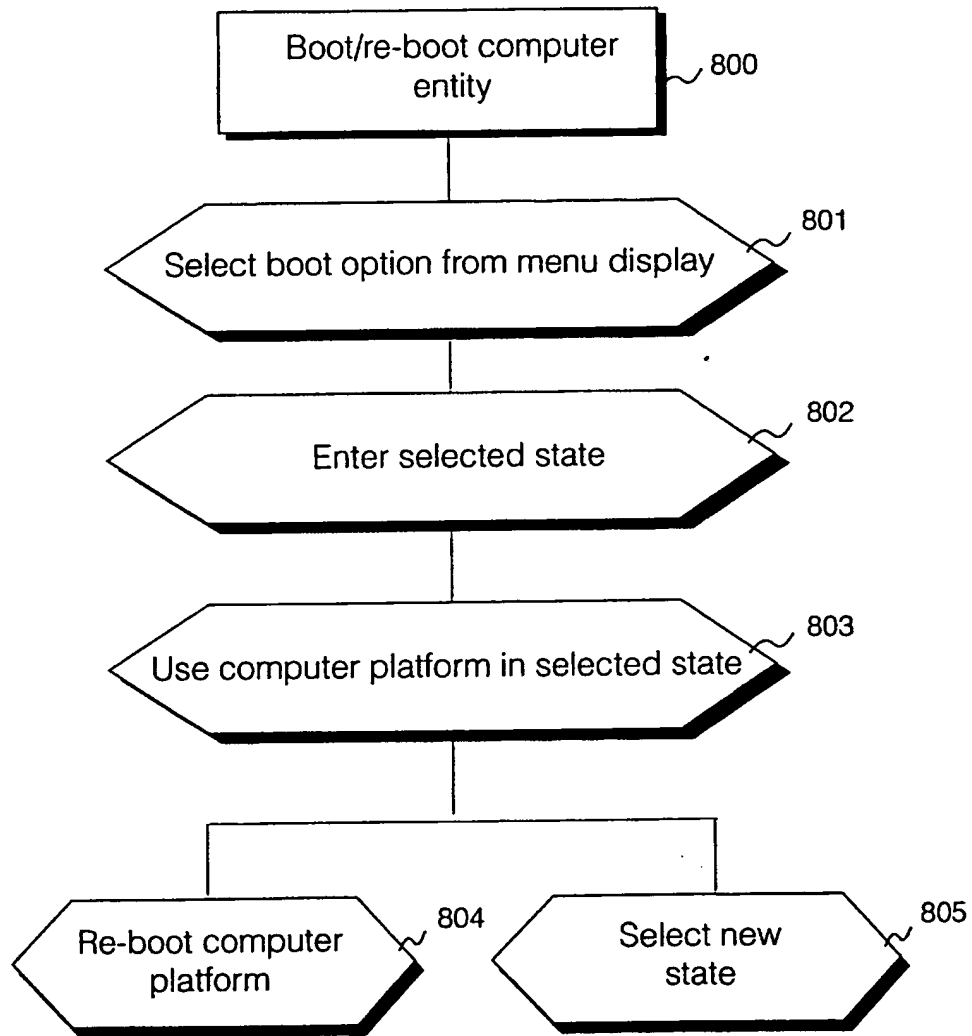 Boot/re-boot computer
entity
800
801
Select boot option from menu display
802
Enter selected state
803
Use computer platform in selected state
804
Re-boot computer
platform
805
Select new
state